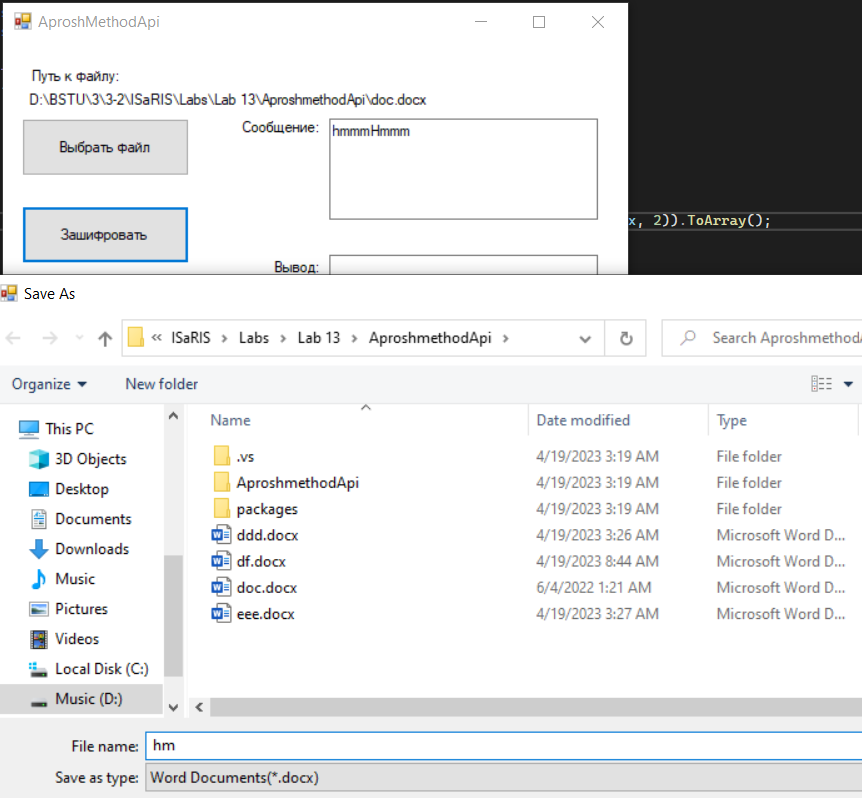 AproshMethodApi
Путь к файлу:
D:\BSTU\3\3-2\ISaRIS\Labs\Lab 13\AproshmethodApi\doc.docx
Выбрать файл
Сообщение:
hmmmHmmm
Зашифровать
x, 2)).ToArray();
Вывод:
Save As
« ISaRIS > Labs > Lab 13 > AproshmethodApi >
Search AproshmethodA
Organize
New folder
Name Date modified Type
This PC
3D Objects
Desktop
Documents
Downloads
Music
Pictures
Videos
Local Disk (C:)
Music (D:)
.vs 4/19/2023 3:19 AM File folder
AproshmethodApi 4/19/2023 3:19 AM File folder
packages 4/19/2023 3:19 AM File folder
ddd.docx 4/19/2023 3:26 AM Microsoft Word D...
df.docx 4/19/2023 8:44 AM Microsoft Word D...
doc.docx 6/4/2022 1:21 AM Microsoft Word D...
eee.docx 4/19/2023 3:27 AM Microsoft Word D...
File name: hm
Save as type: Word Documents(*.docx)